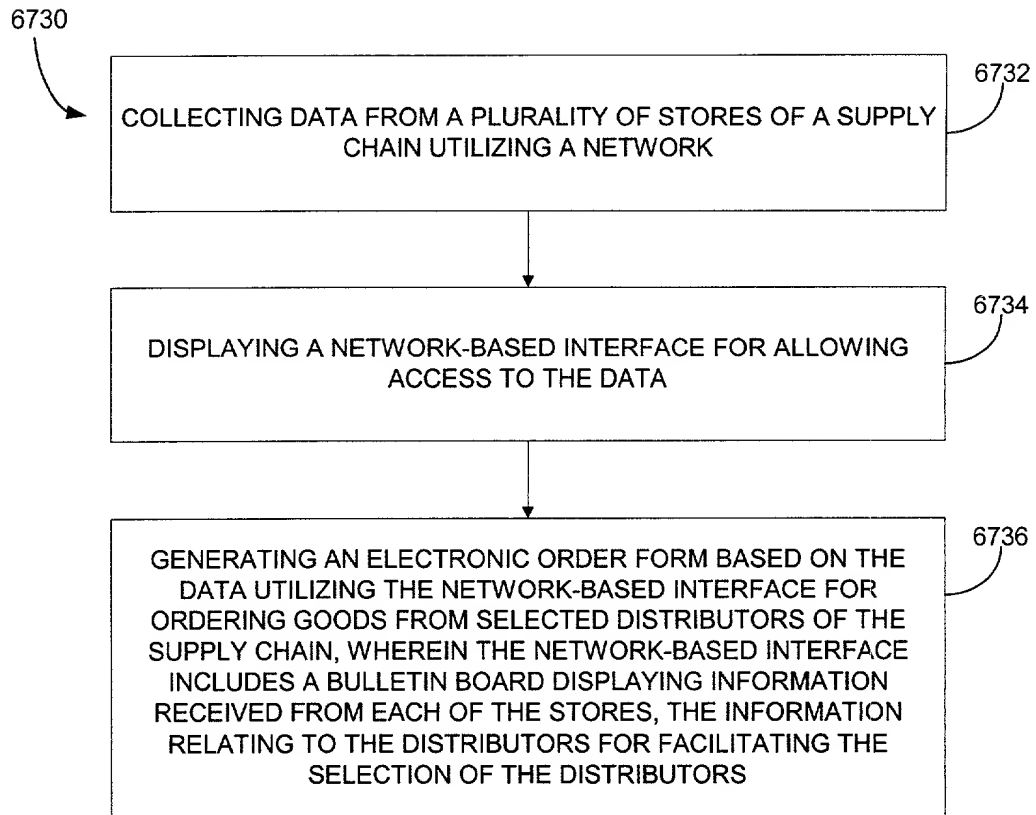 6730
6732
COLLECTING DATA FROM A PLURALITY OF STORES OF A SUPPLY
CHAIN UTILIZING A NETWORK
6734
DISPLAYING A NETWORK-BASED INTERFACE FOR ALLOWING
ACCESS TO THE DATA
6736
GENERATING AN ELECTRONIC ORDER FORM BASED ON THE
DATA UTILIZING THE NETWORK-BASED INTERFACE FOR
ORDERING GOODS FROM SELECTED DISTRIBUTORS OF THE
SUPPLY CHAIN, WHEREIN THE NETWORK-BASED INTERFACE
INCLUDES A BULLETIN BOARD DISPLAYING INFORMATION
RECEIVED FROM EACH OF THE STORES, THE INFORMATION
RELATING TO THE DISTRIBUTORS FOR FACILITATING THE
SELECTION OF THE DISTRIBUTORS